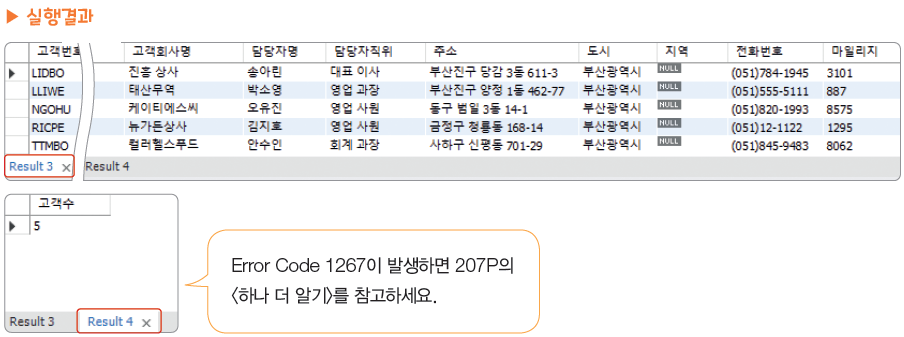 ▶ 실행결과
고객번호 고객회사명 담당자명 담당자직위 주소 도시 지역 전화번호 마일리지
LIDBO 진흥 상사 송아린 대표 이사 부산진구 당감 3동 611-3 부산광역시 NULL (051)784-1945 3101
LLIWE 태산무역 박소영 영업 과장 부산진구 양정 1동 462-77 부산광역시 NULL (051)555-5111 887
NGOHU 케이티에스씨 오유진 영업 사원 동구 범일 3동 14-1 부산광역시 NULL (051)820-1993 8575
RICPE 뉴가든상사 김지호 영업 사원 금정구 청룡동 168-14 부산광역시 NULL (051)12-1122 1295
TTMBO 컬러헬스푸드 안수인 회계 과장 사하구 신평동 701-29 부산광역시 NULL (051)845-9483 8062
Result 3 × Result 4
고객수
5
Result 3 Result 4 ×
Error Code 1267이 발생하면 207P의
〈하나 더 알기〉를 참고하세요.